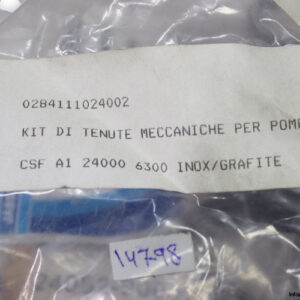 0284111024002
KIT DI TENUTE MECCANICHE PER POMP
CSF A1 24000 6300 INOX/GRAFITE
14798